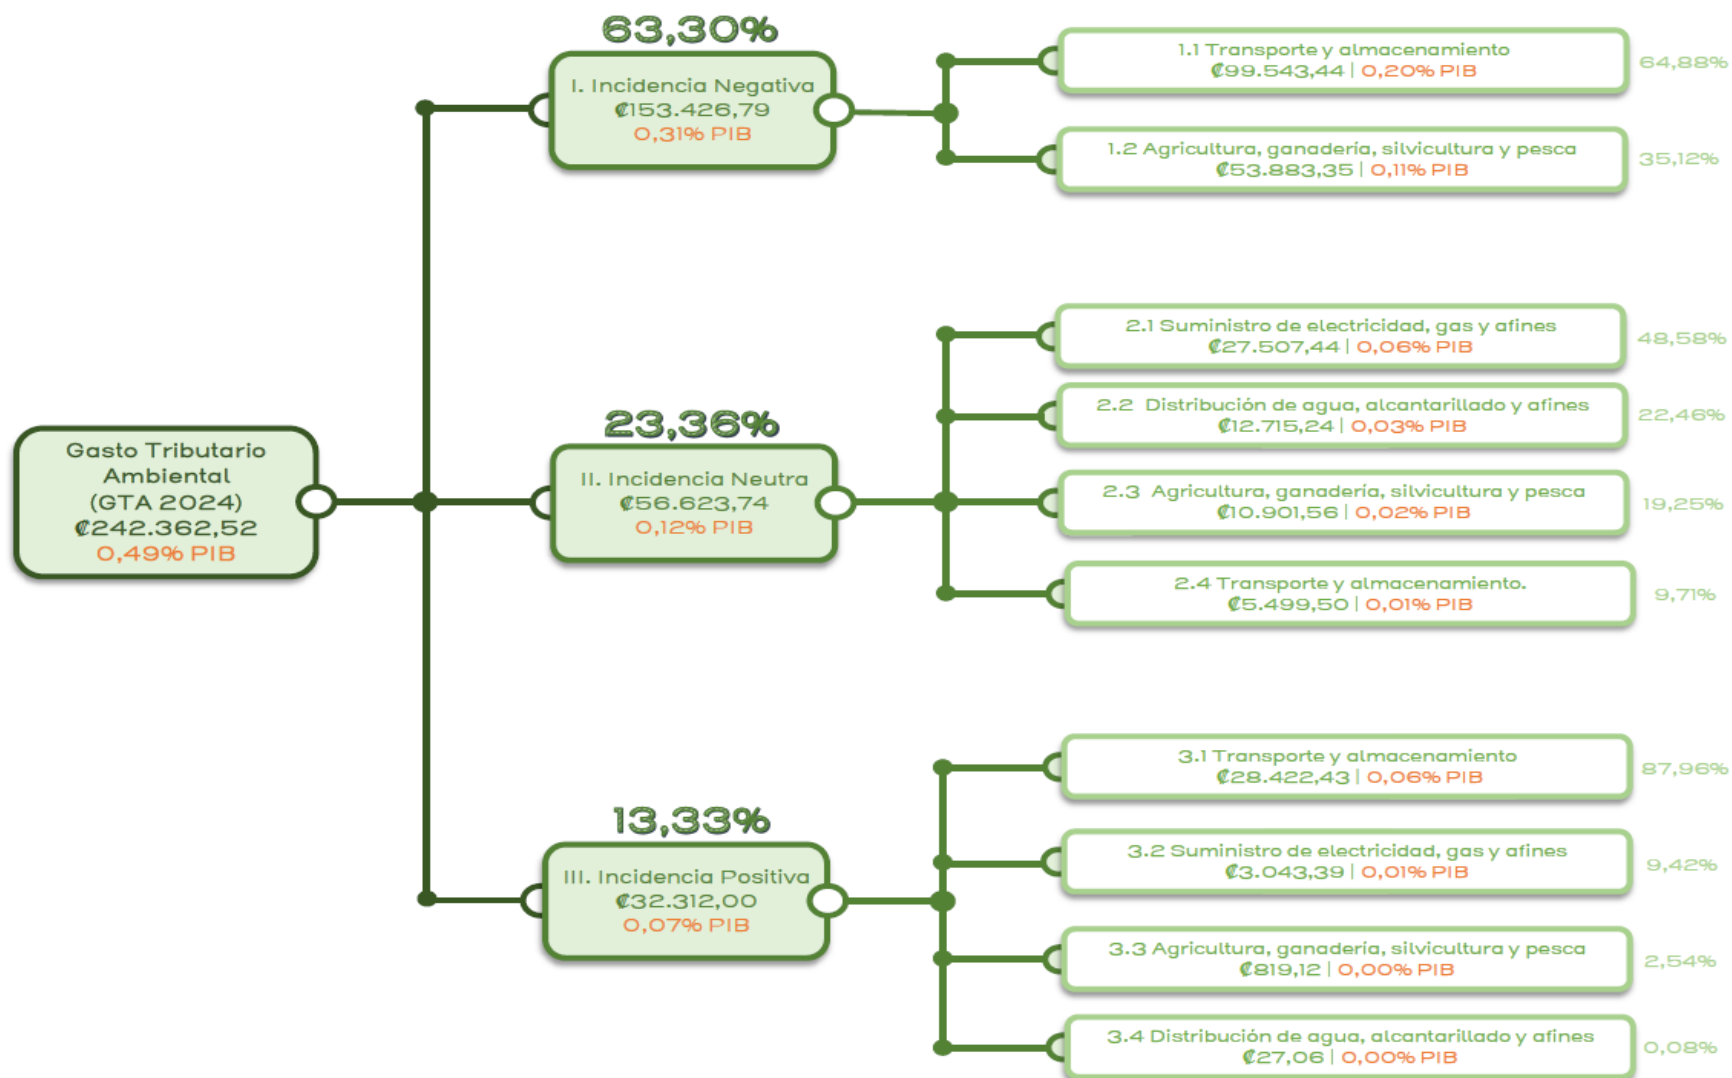 63,30%
I. Incidencia Negativa
₡153.426,79
0,31% PIB
1.1 Transporte y almacenamiento
₡99.543,44 | 0,20% PIB
64,88%
1.2 Agricultura, ganadería, silvicultura y pesca
₡53.883,35 | 0,11% PIB
35,12%
Gasto Tributario
Ambiental
(GTA 2024)
₡242.362,52
0,49% PIB
23,36%
II. Incidencia Neutra
₡56.623,74
0,12% PIB
2.1 Suministro de electricidad, gas y afines
₡27.507,44 | 0,06% PIB
48,58%
2.2 Distribución de agua, alcantarillado y afines
₡12.715,24 | 0,03% PIB
22,46%
2.3 Agricultura, ganadería, silvicultura y pesca
₡10.901,56 | 0,02% PIB
19,25%
2.4 Transporte y almacenamiento.
₡5.499,50 | 0,01% PIB
9,71%
13,33%
III. Incidencia Positiva
₡32.312,00
0,07% PIB
3.1 Transporte y almacenamiento
₡28.422,43 | 0,06% PIB
87,96%
3.2 Suministro de electricidad, gas y afines
₡3.043,39 | 0,01% PIB
9,42%
3.3 Agricultura, ganadería, silvicultura y pesca
₡819,12 | 0,00% PIB
2,54%
3.4 Distribución de agua, alcantarillado y afines
₡27,06 | 0,00% PIB
0,08%